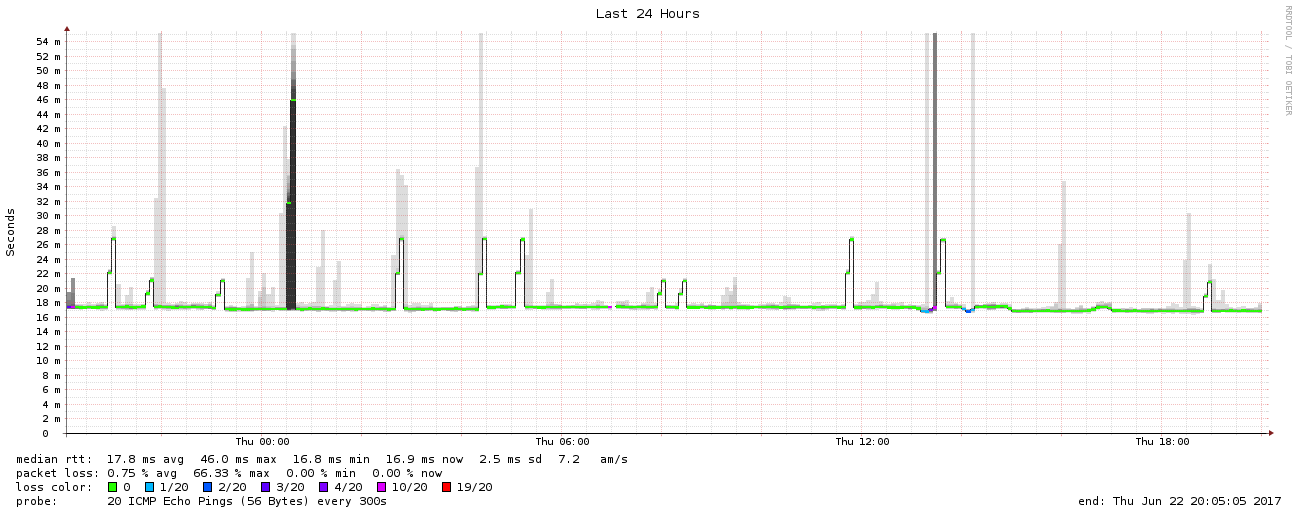 Last 24 Hours
RRDTOOL / TOBI OETIKER
Seconds
54 m
52 m
50 m
48 m
46 m
44 m
42 m
40 m
38 m
36 m
34 m
32 m
30 m
28 m
26 m
24 m
22 m
20 m
18 m
16 m
14 m
12 m
10 m
8 m
6 m
4 m
2 m
0
Thu 00:00 Thu 06:00 Thu 12:00 Thu 18:00
median rtt: 17.8 ms avg 46.0 ms max 16.8 ms min 16.9 ms now 2.5 ms sd 7.2 am/s
packet loss: 0.75 % avg 66.33 % max 0.00 % min 0.00 % now
loss color: 0 1/20 2/20 3/20 4/20 10/20 19/20
probe: 20 ICMP Echo Pings (56 Bytes) every 300s end: Thu Jun 22 20:05:05 2017